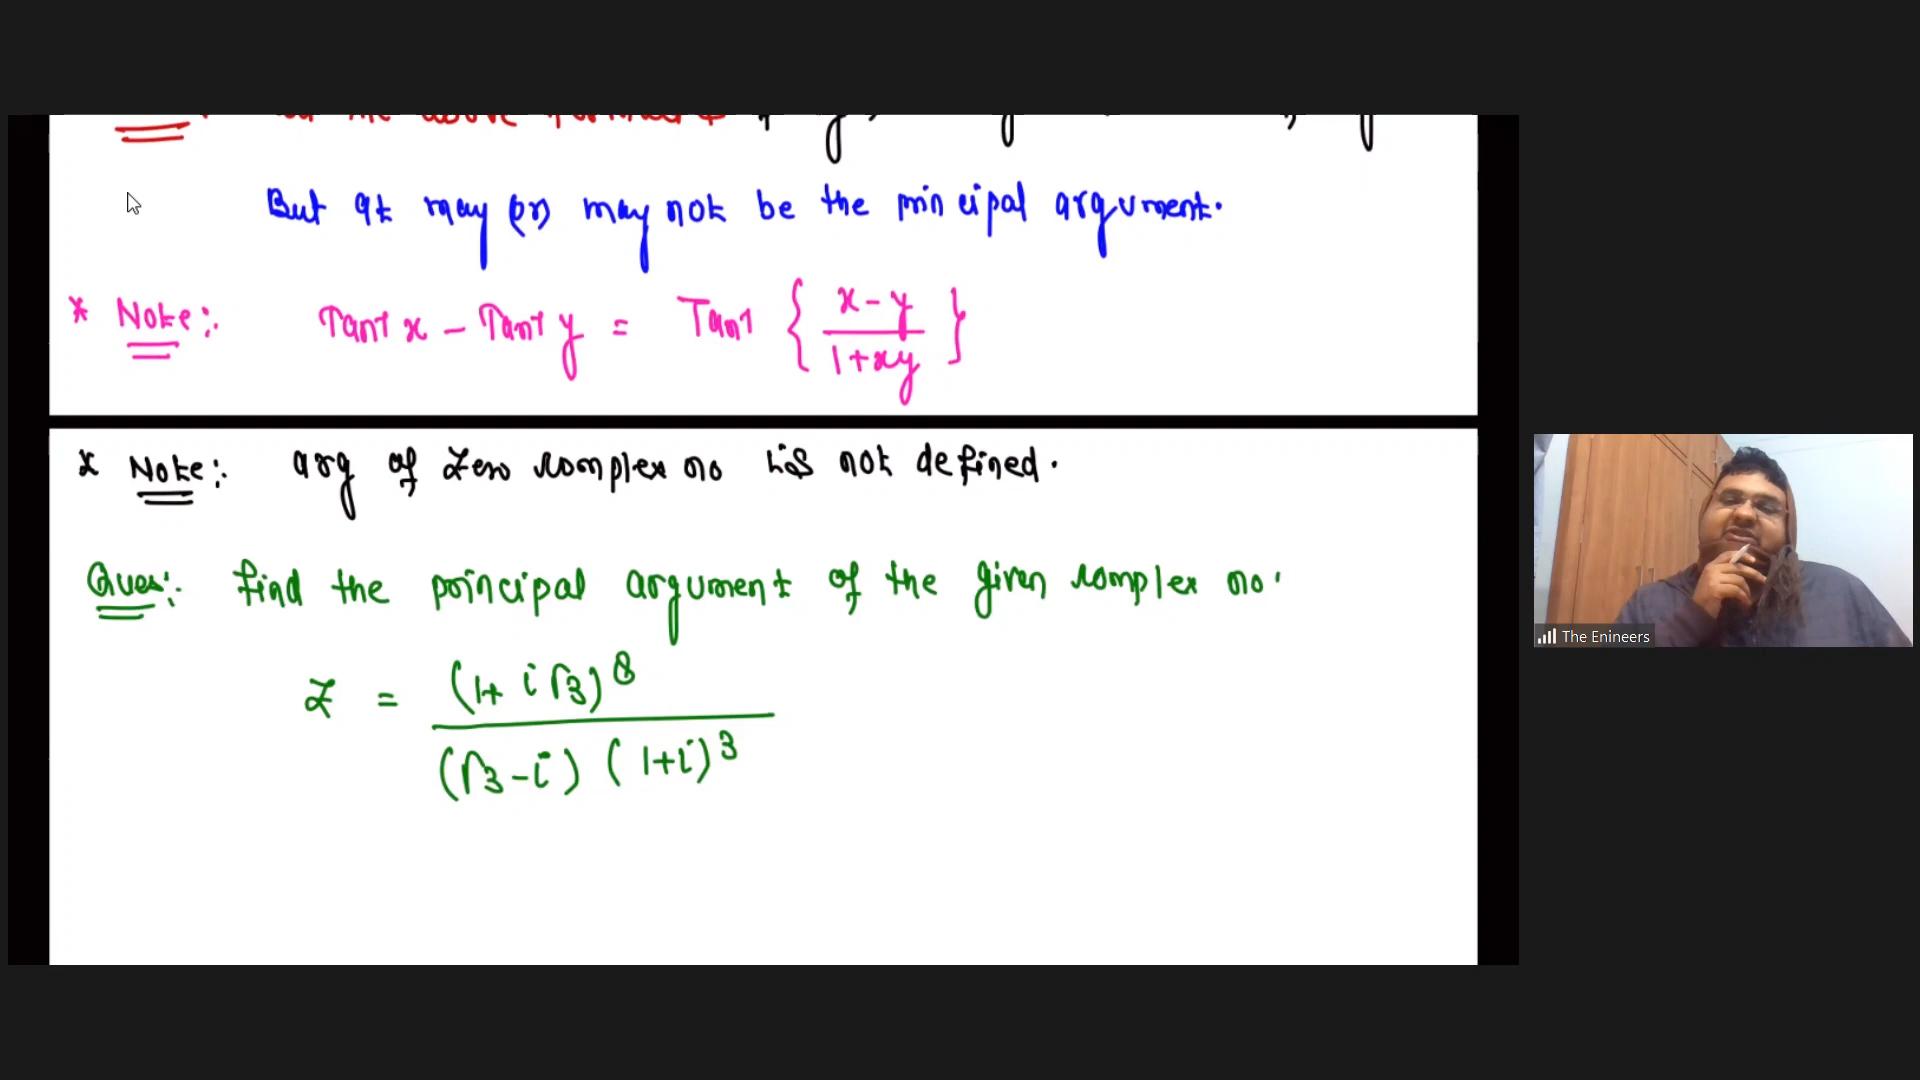 But it may (or) may not be the principal argument.
* Note:. Tan⁻¹ x - Tan⁻¹ y = Tan⁻¹ { x-y / 1+xy }
* Note:. arg of zero complex no is not defined.
Ques:. find the principal argument of the given complex no.
Z = (1+ i√3)⁸ / (√3-i) (1+i)³
The Enineers